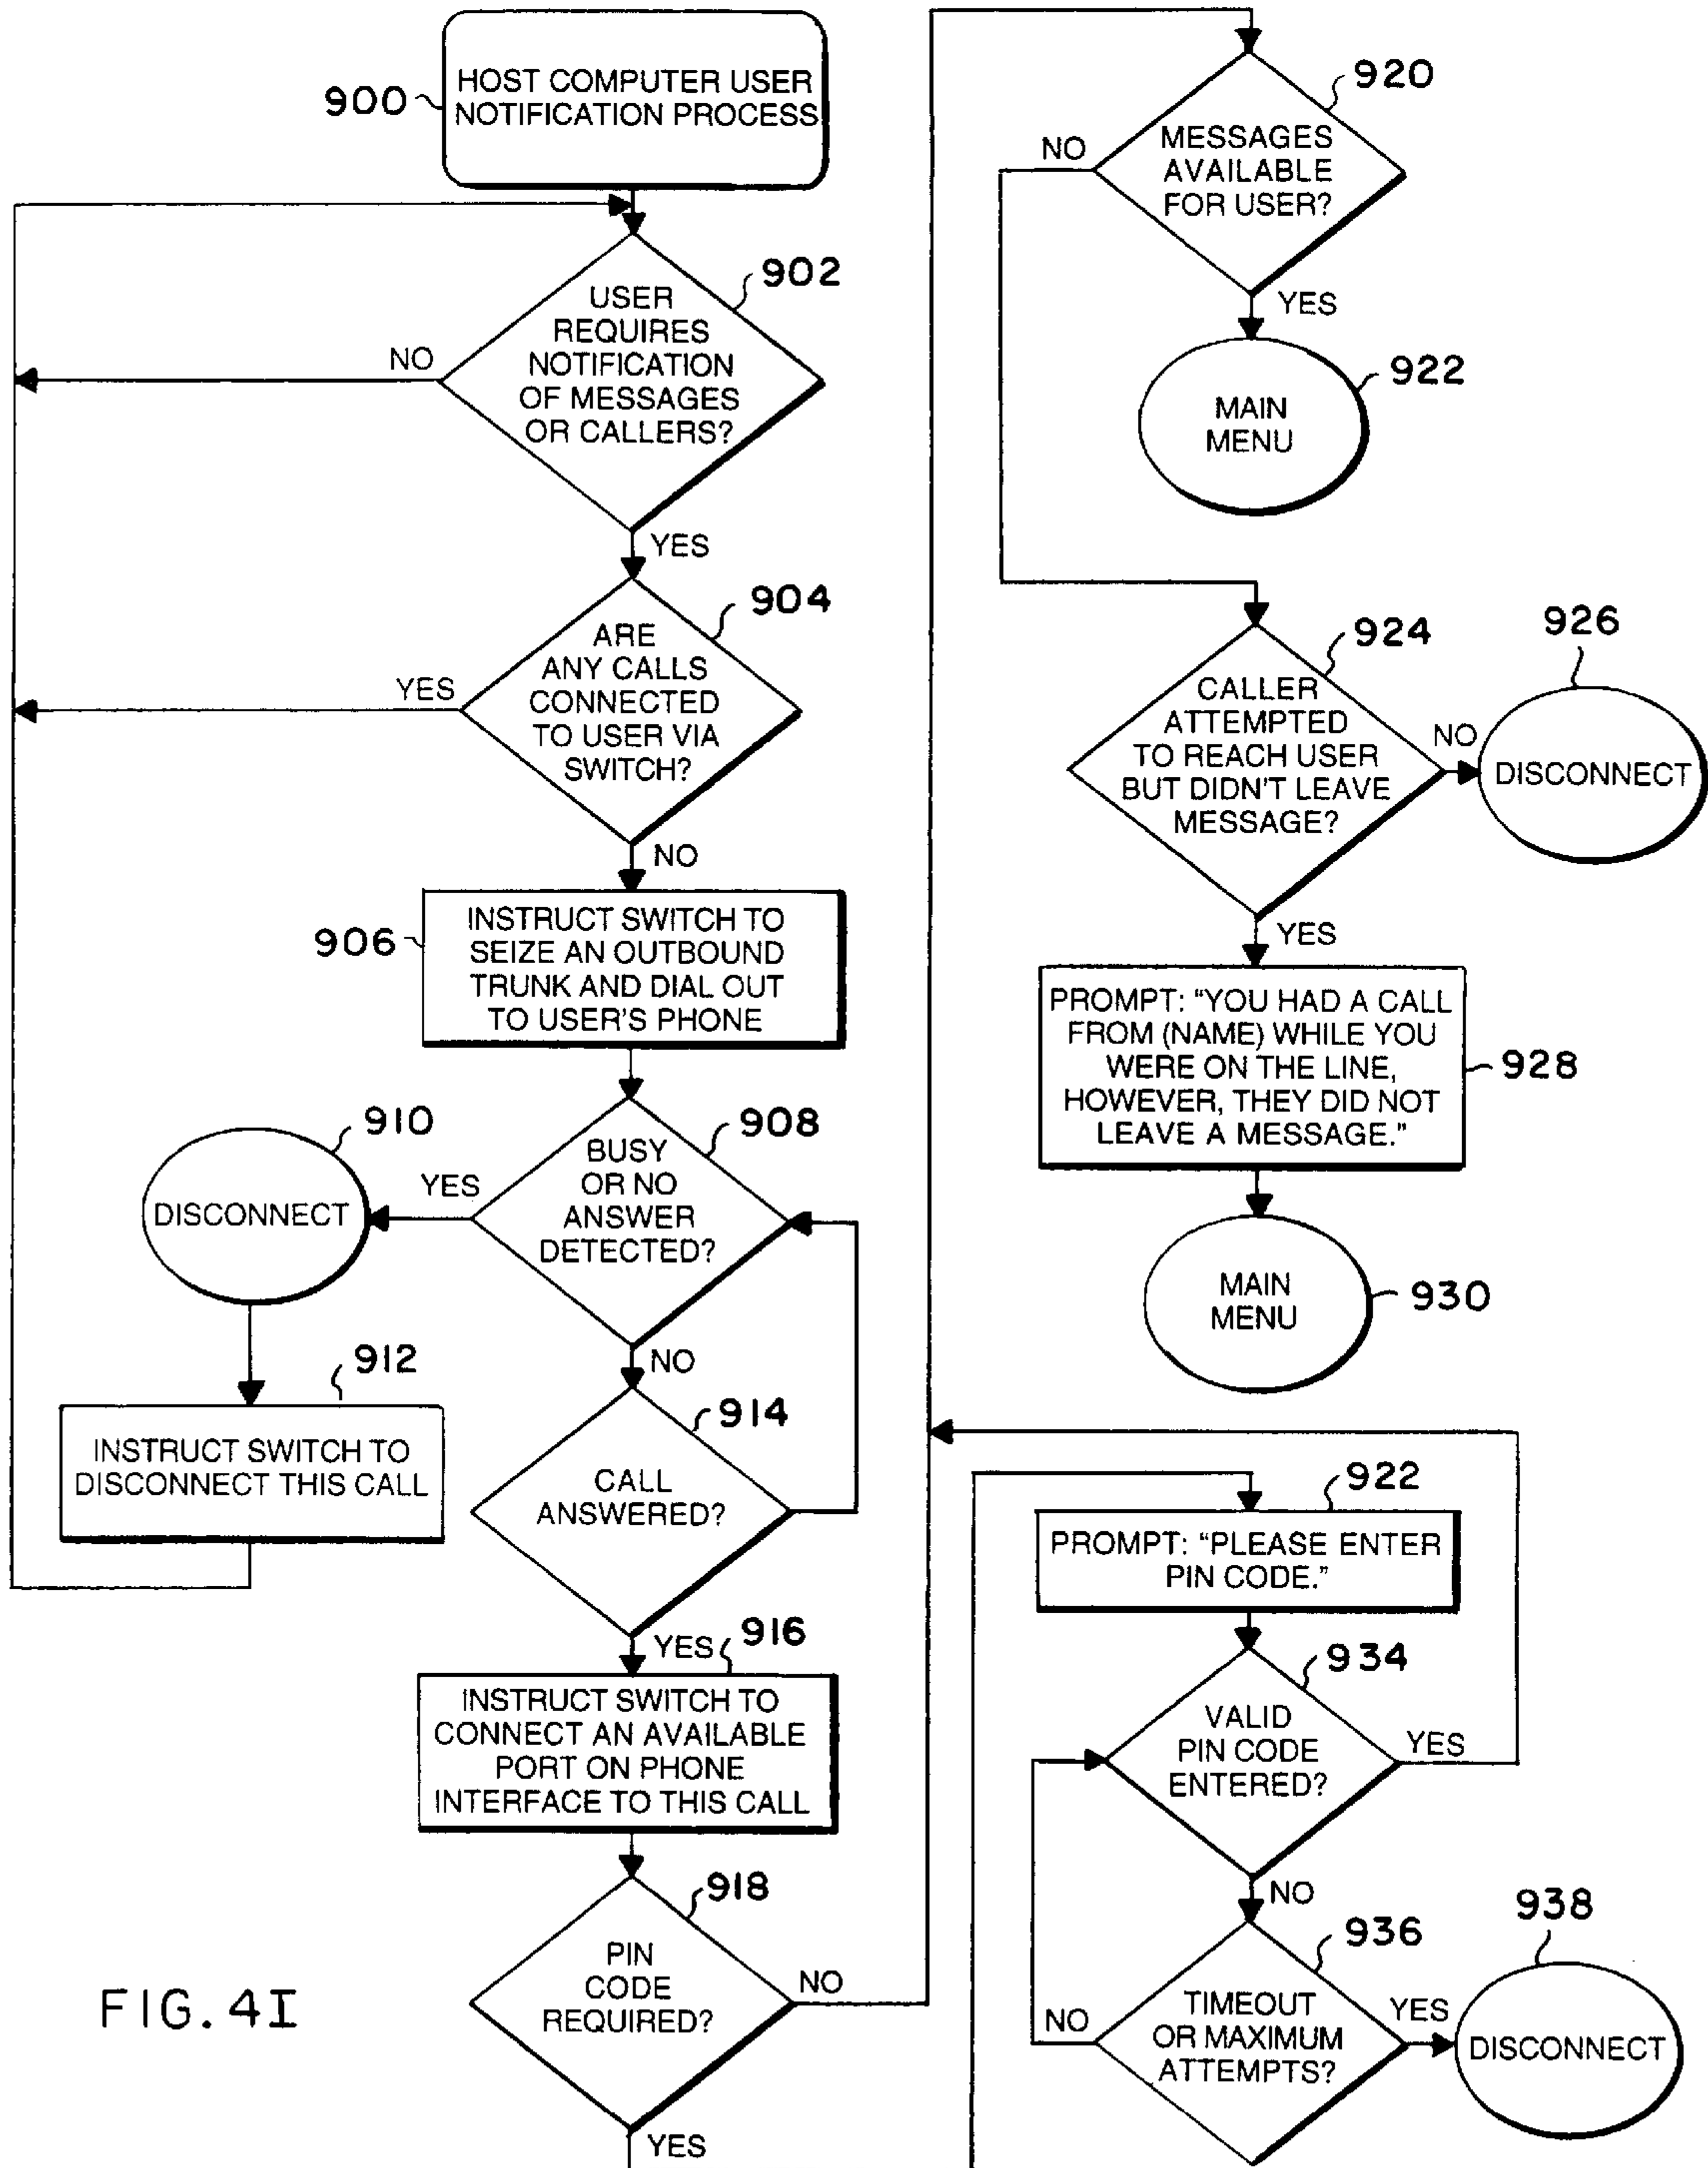 900
HOST COMPUTER USER
NOTIFICATION PROCESS
902
USER
REQUIRES
NOTIFICATION
OF MESSAGES
OR CALLERS?
NO
YES
904
ARE
ANY CALLS
CONNECTED
TO USER VIA
SWITCH?
YES
NO
906
INSTRUCT SWITCH TO
SEIZE AN OUTBOUND
TRUNK AND DIAL OUT
TO USER'S PHONE
908
BUSY
OR NO
ANSWER
DETECTED?
YES
910
DISCONNECT
912
INSTRUCT SWITCH TO
DISCONNECT THIS CALL
NO
914
CALL
ANSWERED?
YES
916
INSTRUCT SWITCH TO
CONNECT AN AVAILABLE
PORT ON PHONE
INTERFACE TO THIS CALL
918
PIN
CODE
REQUIRED?
NO
YES
920
MESSAGES
AVAILABLE
FOR USER?
NO
YES
922
MAIN
MENU
924
CALLER
ATTEMPTED
TO REACH USER
BUT DIDN'T LEAVE
MESSAGE?
NO
926
DISCONNECT
YES
PROMPT: "YOU HAD A CALL
FROM (NAME) WHILE YOU
WERE ON THE LINE,
HOWEVER, THEY DID NOT
LEAVE A MESSAGE."
928
MAIN
MENU
930
922
PROMPT: "PLEASE ENTER
PIN CODE."
934
VALID
PIN CODE
ENTERED?
YES
NO
936
TIMEOUT
OR MAXIMUM
ATTEMPTS?
NO
YES
938
DISCONNECT
FIG. 4I